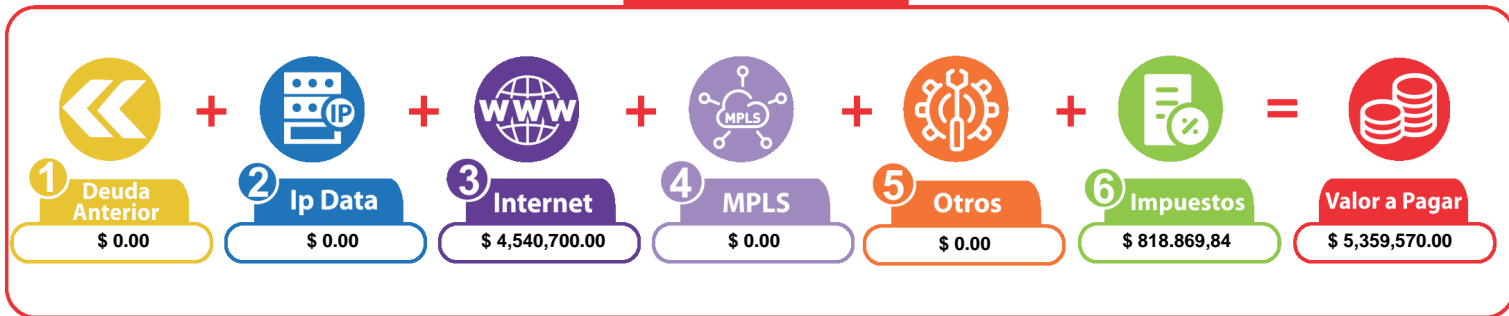 IP
WWW
MPLS
1 Deuda
Anterior
2 Ip Data
3 Internet
4 MPLS
5 Otros
6 Impuestos
Valor a Pagar
$ 0.00
$ 0.00
$ 4,540,700.00
$ 0.00
$ 0.00
$ 818.869,84
$ 5,359,570.00
+ + + + + =
%